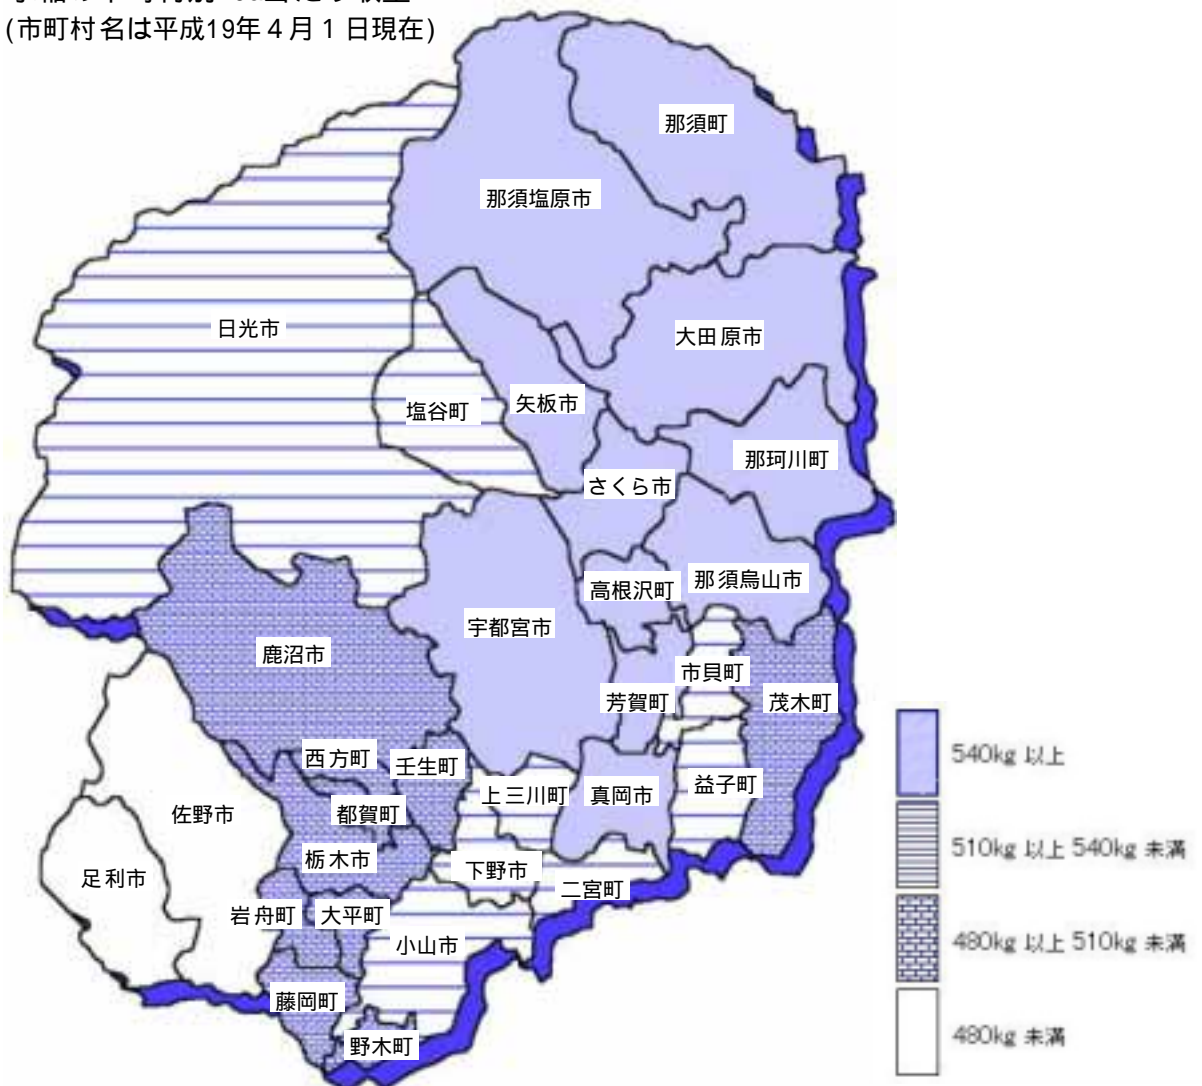 (市町村名は平成19年4月1日現在)
那須町
那須塩原市
日光市
大田原市
塩谷町
矢板市
那珂川町
さくら市
高根沢町
那須烏山市
宇都宮市
鹿沼市
市貝町
芳賀町
茂木町
西方町
壬生町
上三川町
真岡市
益子町
佐野市
都賀町
栃木市
下野市
足利市
二宮町
岩舟町
大平町
小山市
藤岡町
野木町
540kg 以上
510kg 以上 540kg 未満
480kg 以上 510kg 未満
480kg 未満